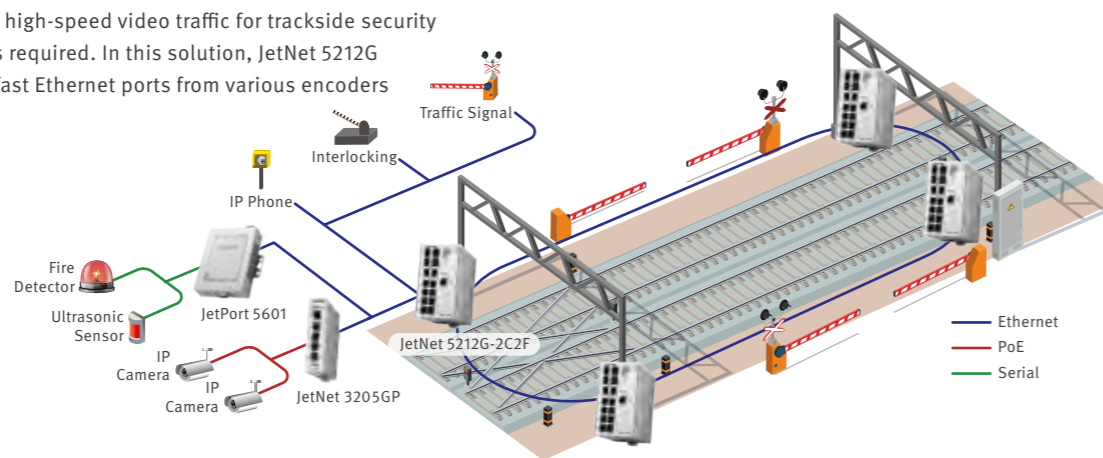 high-speed video traffic for trackside security
s required. In this solution, JetNet 5212G
fast Ethernet ports from various encoders
Traffic Signal
Interlocking
IP Phone
Fire
Detector
Ultrasonic
Sensor
JetPort 5601
IP
Camera
IP
Camera
JetNet 3205GP
JetNet 5212G-2C2F
Ethernet
PoE
Serial